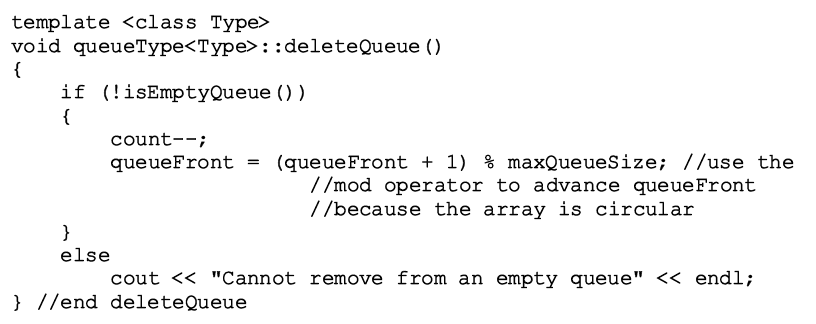 template <class Type>
void queueType<Type>::deleteQueue()
{
    if (!isEmptyQueue())
    {
        count--;
        queueFront = (queueFront + 1) % maxQueueSize; //use the
                        //mod operator to advance queueFront
                        //because the array is circular
    }
    else
        cout << "Cannot remove from an empty queue" << endl;
} //end deleteQueue